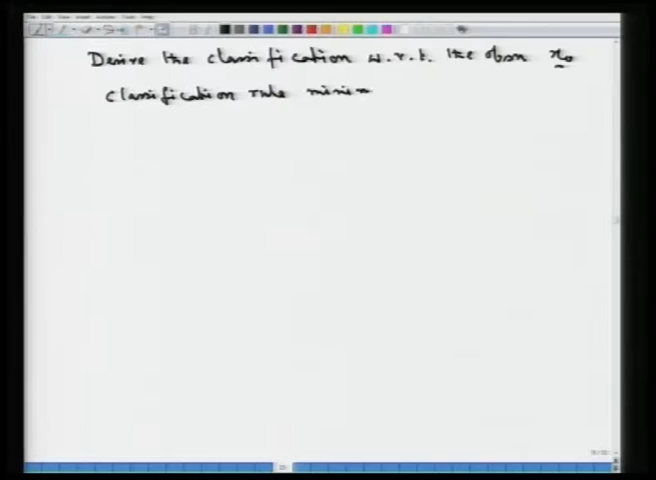 Derive the classification w.r.t. the obsn x₀
classification rule minim